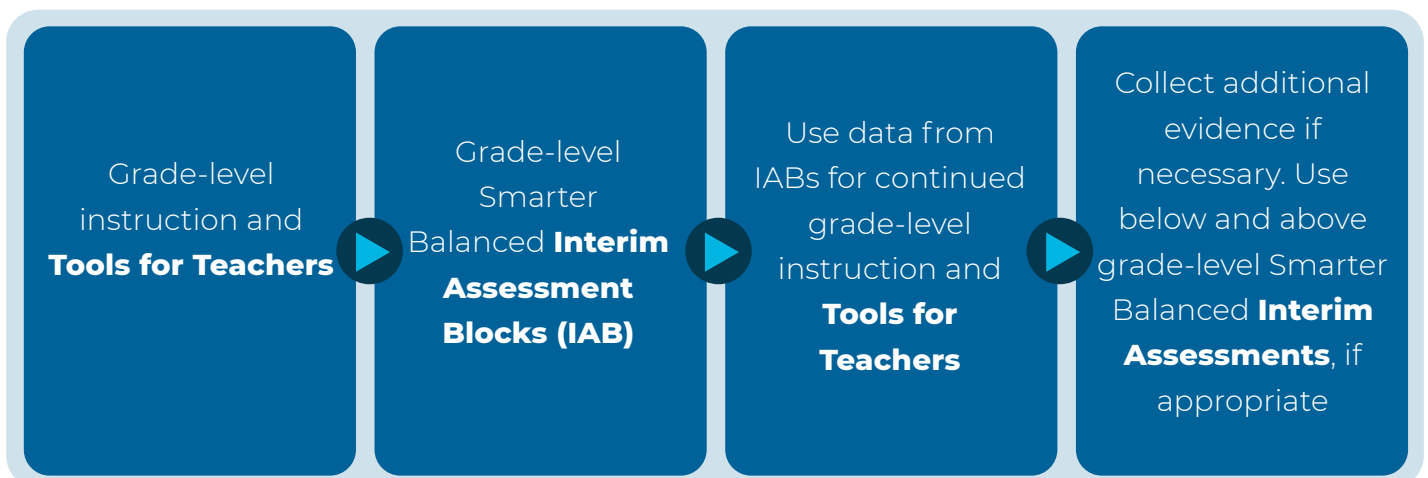 Grade-level
instruction and
Tools for Teachers
Grade-level
Smarter
Balanced Interim
Assessment
Blocks (IAB)
Use data from
IABs for continued
grade-level
instruction and
Tools for
Teachers
Collect additional
evidence if
necessary. Use
below and above
grade-level Smarter
Balanced Interim
Assessments, if
appropriate